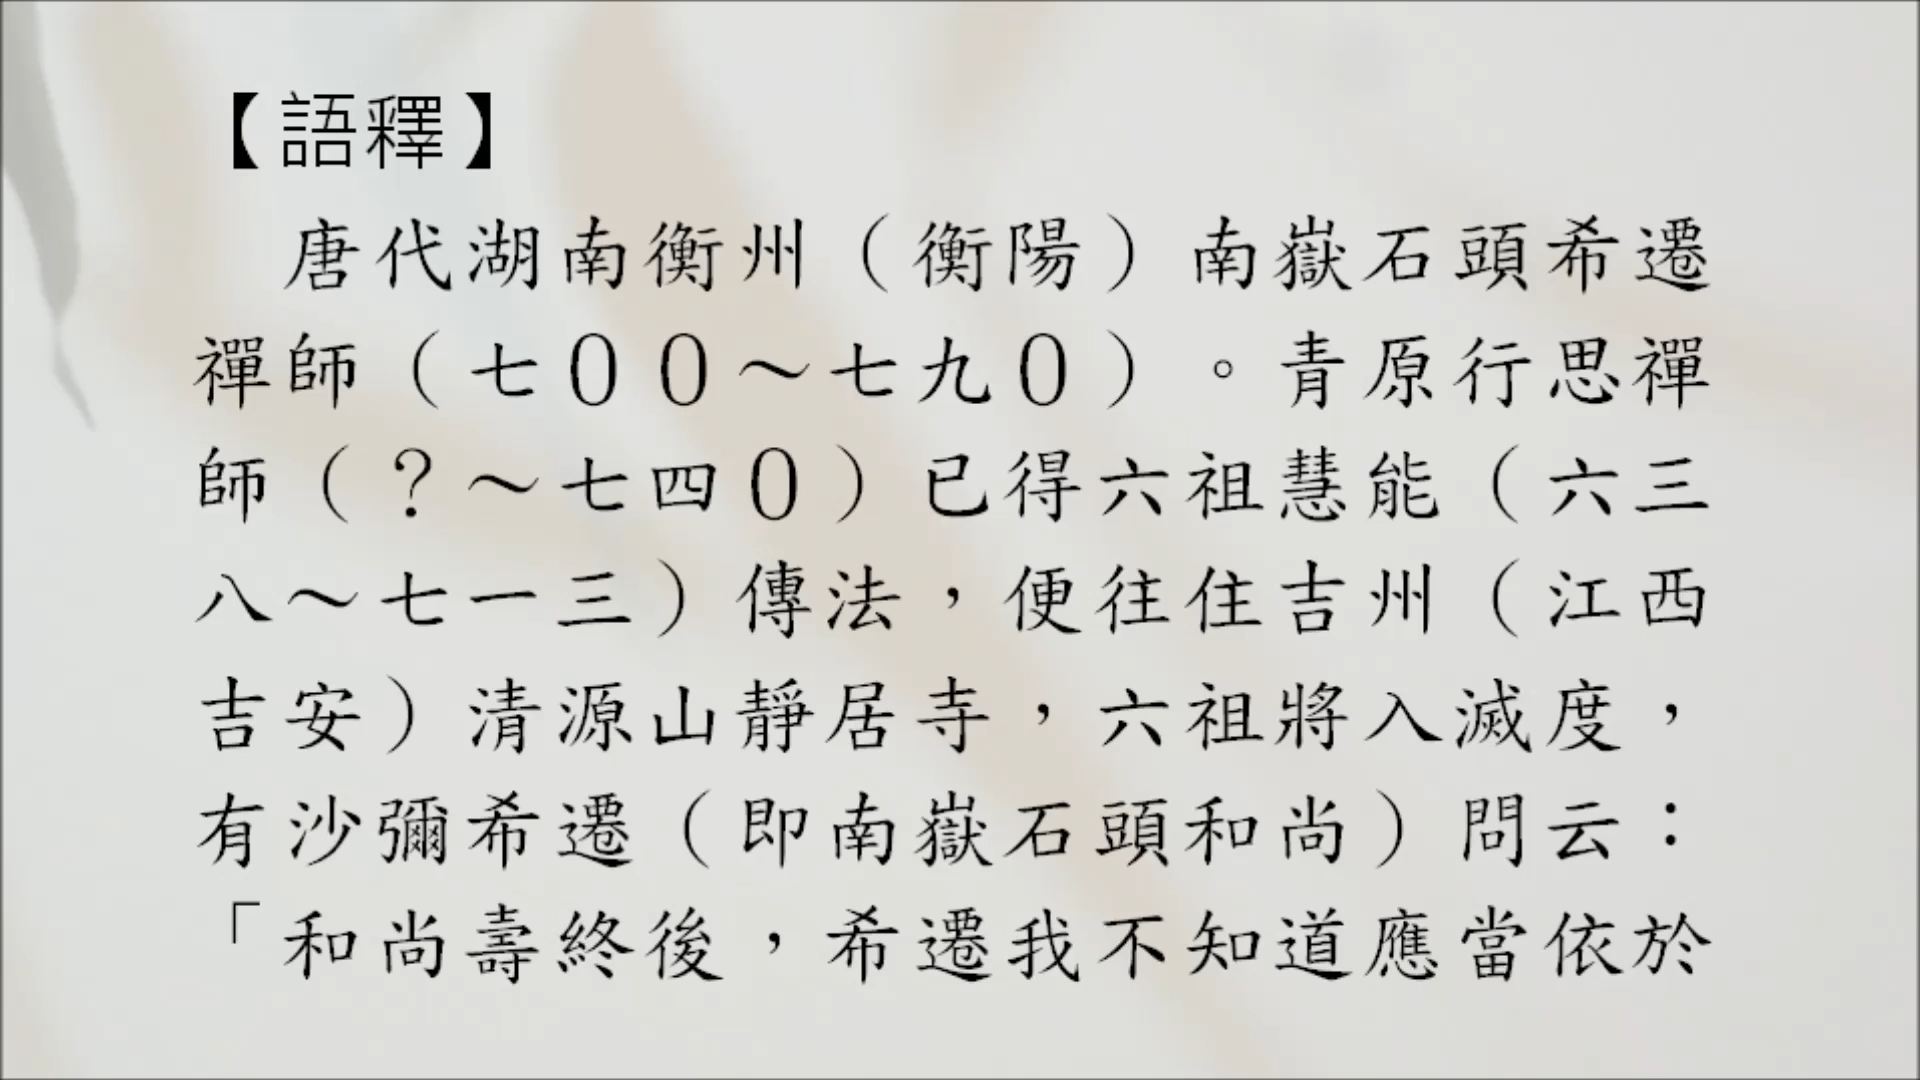 【語釋】
唐代湖南衡州（衡陽）南嶽石頭希遷
禪師（七００～七九０）。青原行思禪
師（？～七四０）已得六祖慧能（六三
八～七一三）傳法，便往住吉州（江西
吉安）清源山靜居寺，六祖將入滅度，
有沙彌希遷（即南嶽石頭和尚）問云：
「和尚壽終後，希遷我不知道應當依於